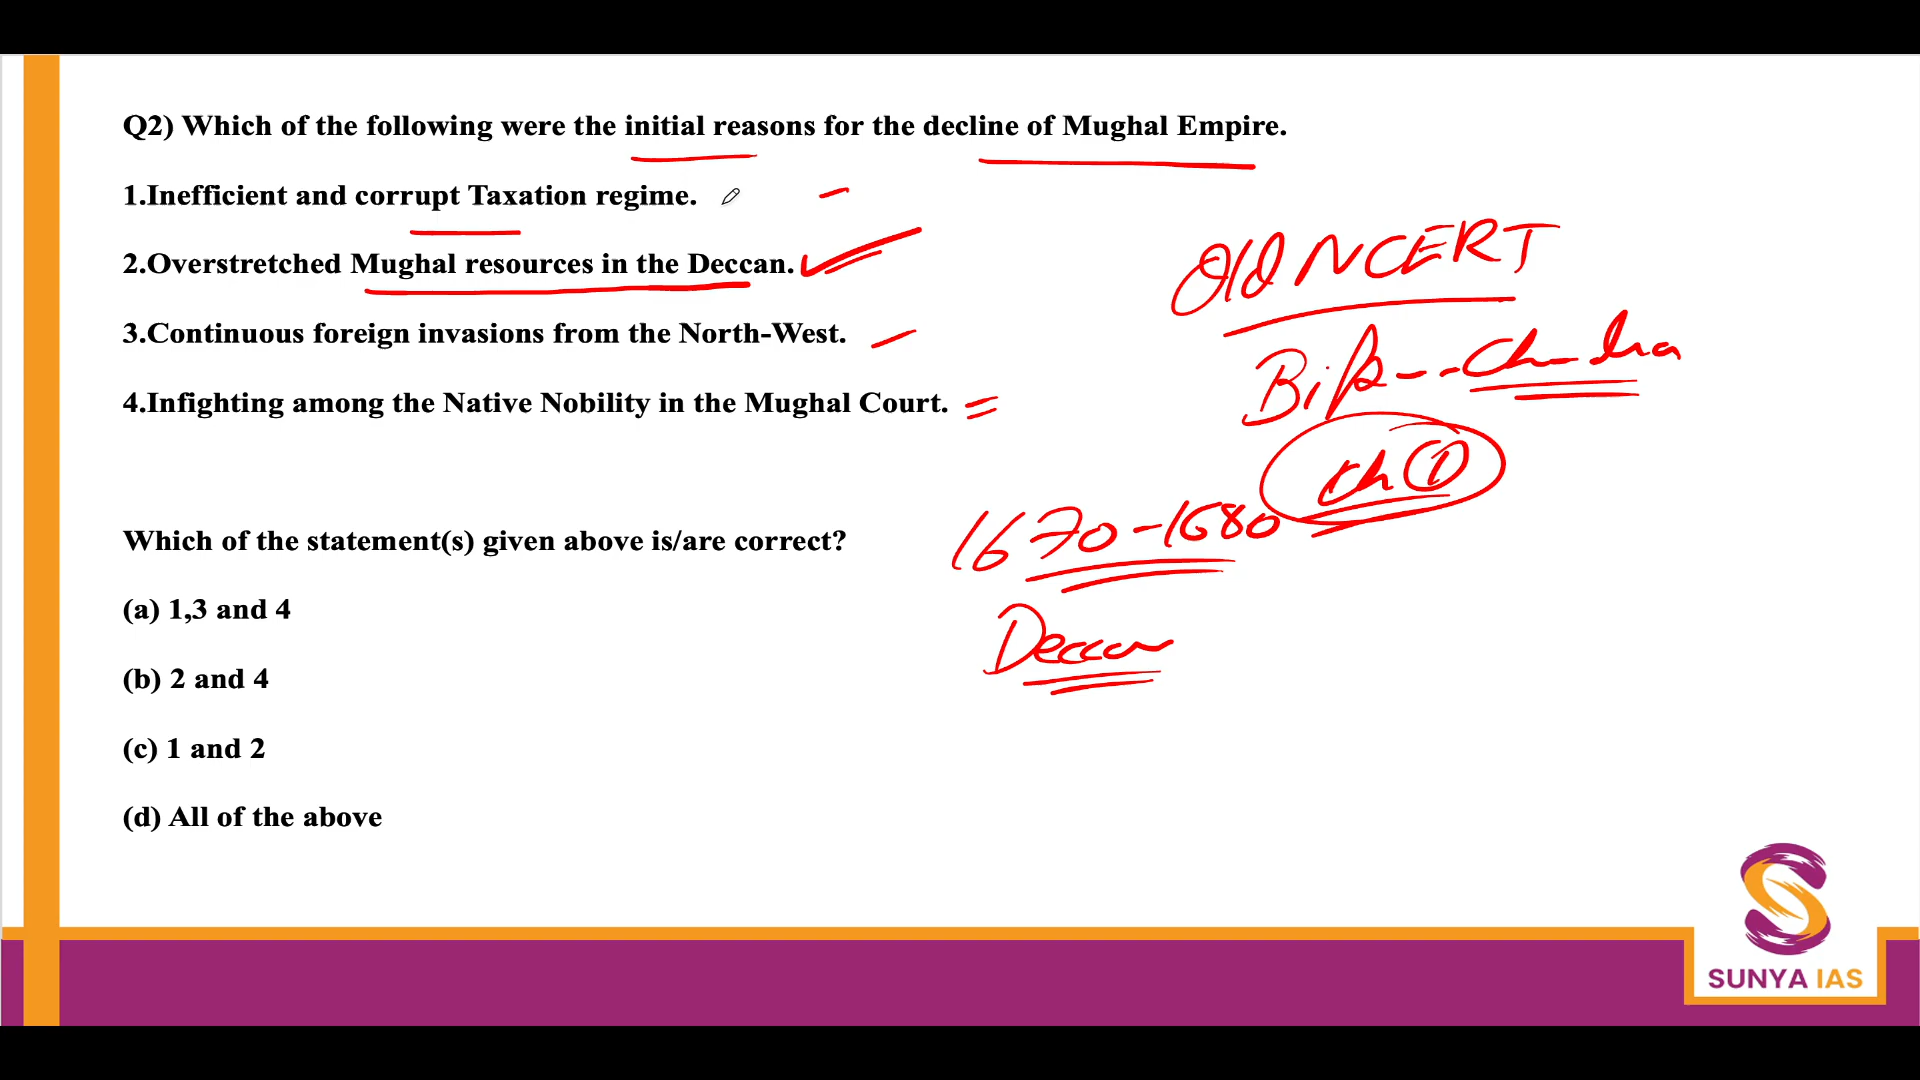 Q2) Which of the following were the initial reasons for the decline of Mughal Empire.
1.Inefficient and corrupt Taxation regime.
2.Overstretched Mughal resources in the Deccan.
3.Continuous foreign invasions from the North-West.
4.Infighting among the Native Nobility in the Mughal Court.
Old NCERT
Bipan Chandra
ch 1
1670-1680
Deccan
Which of the statement(s) given above is/are correct?
(a) 1,3 and 4
(b) 2 and 4
(c) 1 and 2
(d) All of the above
SUNYA IAS